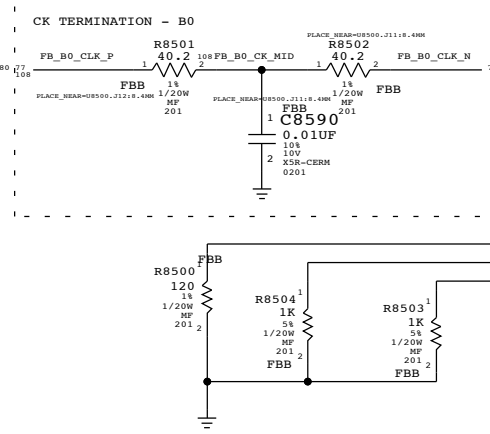 CK TERMINATION - B0
PLACE_NEAR=U8500.J11:8.4MM
R8501
R8502
80 77
108
FB_B0_CLK_P
1
40.2
2
108
FB_B0_CK_MID
1
40.2
2
FB_B0_CLK_N
7
FBB
1%
1/20W
MF
201
FBB
1%
1/20W
MF
201
PLACE_NEAR=U8500.J12:8.4MM
PLACE_NEAR=U8500.J11:8.4MM
FBB
1
C8590
0.01UF
10%
10V
2
X5R-CERM
0201
FBB
1
R8500
120
1%
1/20W
MF
201
2
1
R8504
1K
5%
1/20W
MF
201
2
FBB
1
R8503
1K
5%
1/20W
MF
201
2
FBB